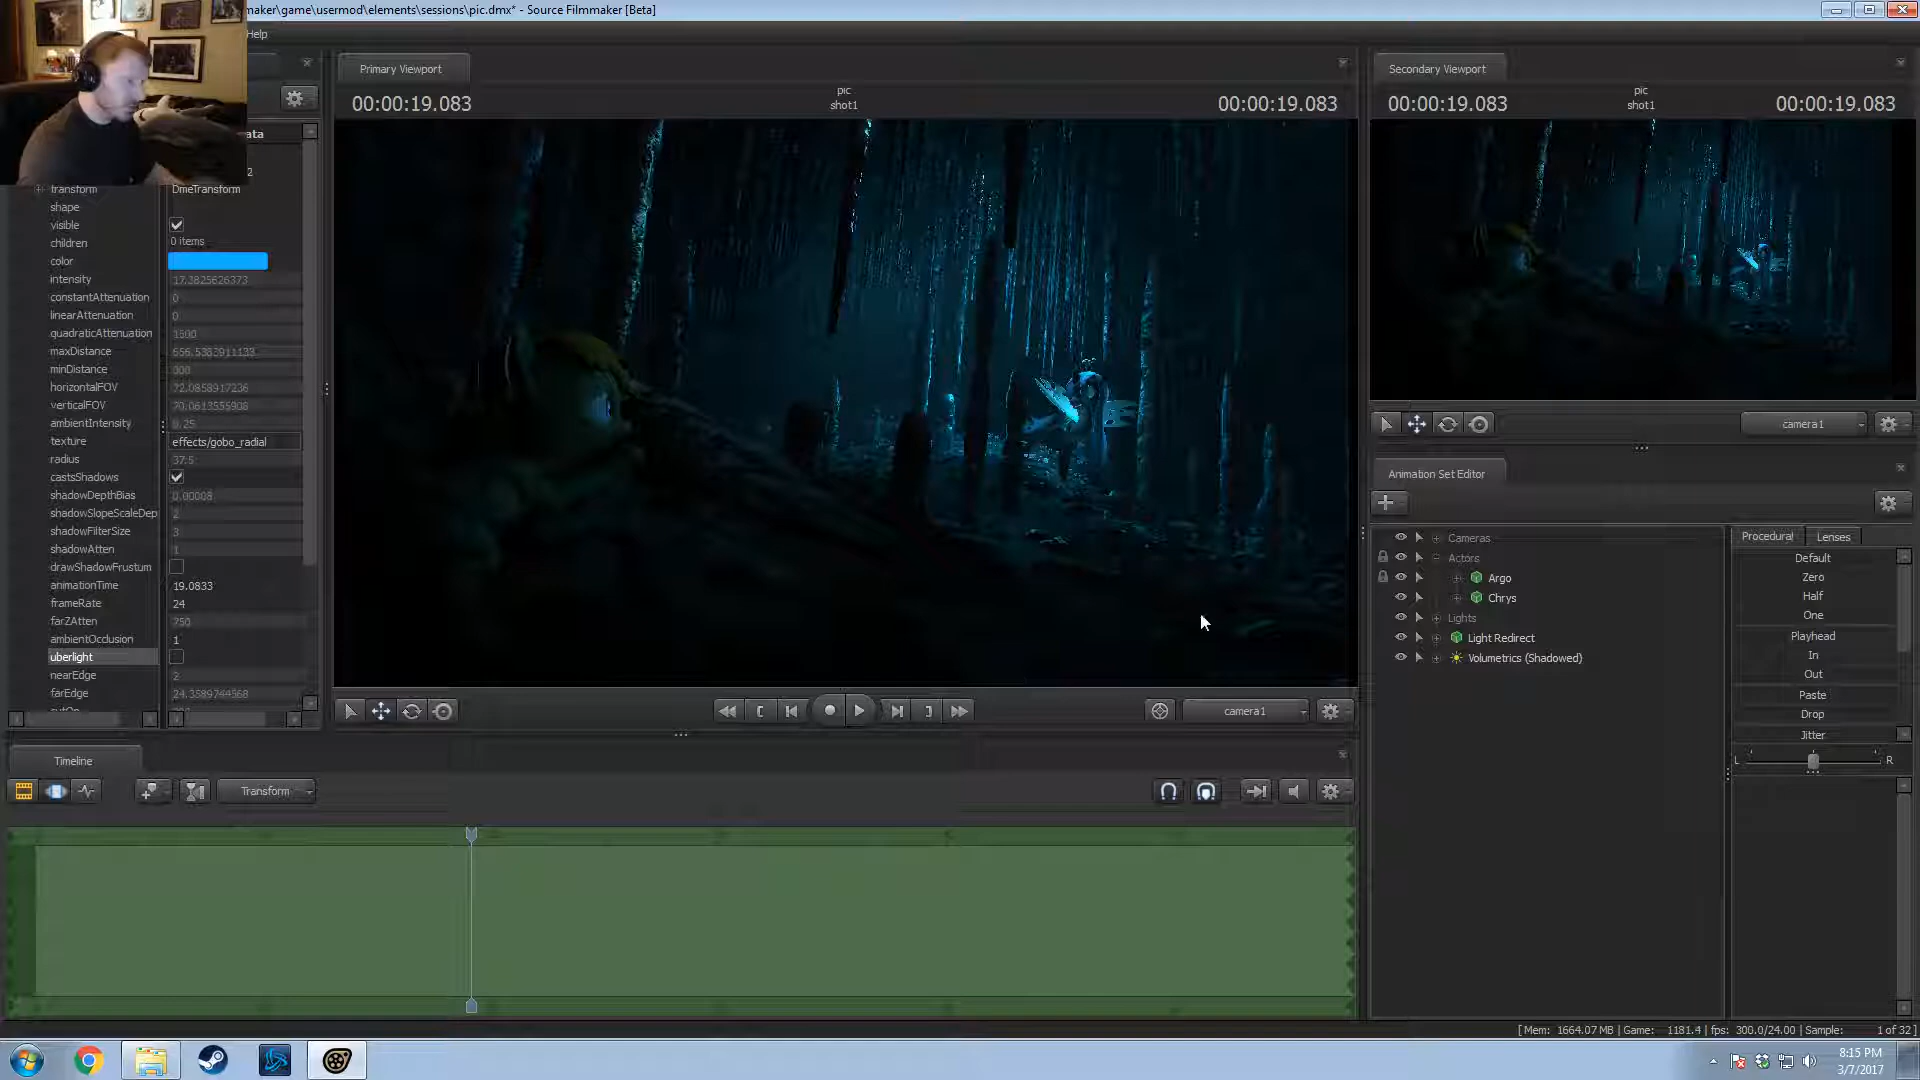 maker\game\usermod\elements\sessions\pic.dmx* - Source Filmmaker [Beta]
Help
Primary Viewport
00:00:19.083
pic
shot1
00:00:19.083
Secondary Viewport
00:00:19.083
pic
shot1
00:00:19.083
ata
2
transform DmeTransform
shape
visible
children 0 items
color
intensity 17.3825626373
constantAttenuation 0
linearAttenuation 0
quadraticAttenuation 1600
maxDistance 656.5383911133
minDistance
horizontalFOV 72.0858917236
verticalFOV 70.0613555908
ambientIntensity 0.25
texture effects/gobo_radial
radius 37.5
castsShadows
shadowDepthBias 0.00008
shadowSlopeScaleDep 2
shadowFilterSize 3
shadowAtten 1
drawShadowFrustum
animationTime 19.0833
frameRate 24
farZAtten 750
ambientOcclusion 1
uberlight
nearEdge 2
farEdge 24.3589744568
camera1
camera1
Animation Set Editor
Cameras
Actors
Argo
Chrys
Lights
Light Redirect
Volumetrics (Shadowed)
Procedural Lenses
Default
Zero
Half
One
Playhead
In
Out
Paste
Drop
Jitter
L R
Timeline
Transform
[ Mem: 1664.07 MB | Game: 1181.4 | fps: 300.0/24.00 | Sample: 1 of 32 ]
8:15 PM
3/7/2017